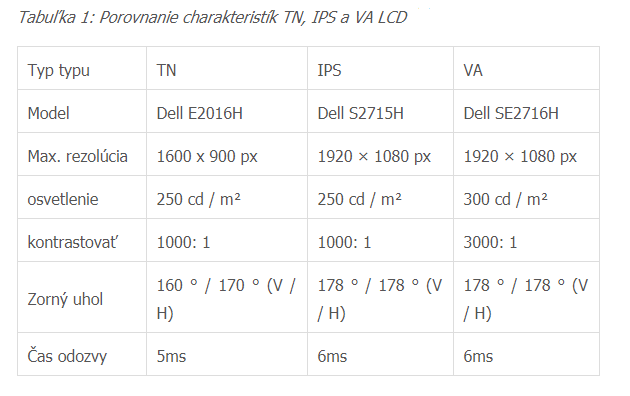 Tabuľka 1: Porovnanie charakteristík TN, IPS a VA LCD
Typ typu TN IPS VA
Model Dell E2016H Dell S2715H Dell SE2716H
Max. rezolúcia 1600 x 900 px 1920 × 1080 px 1920 × 1080 px
osvetlenie 250 cd / m² 250 cd / m² 300 cd / m²
kontrastovať 1000: 1 1000: 1 3000: 1
Zorný uhol 160 ° / 170 ° (V / H) 178 ° / 178 ° (V / H) 178 ° / 178 ° (V / H)
Čas odozvy 5ms 6ms 6ms